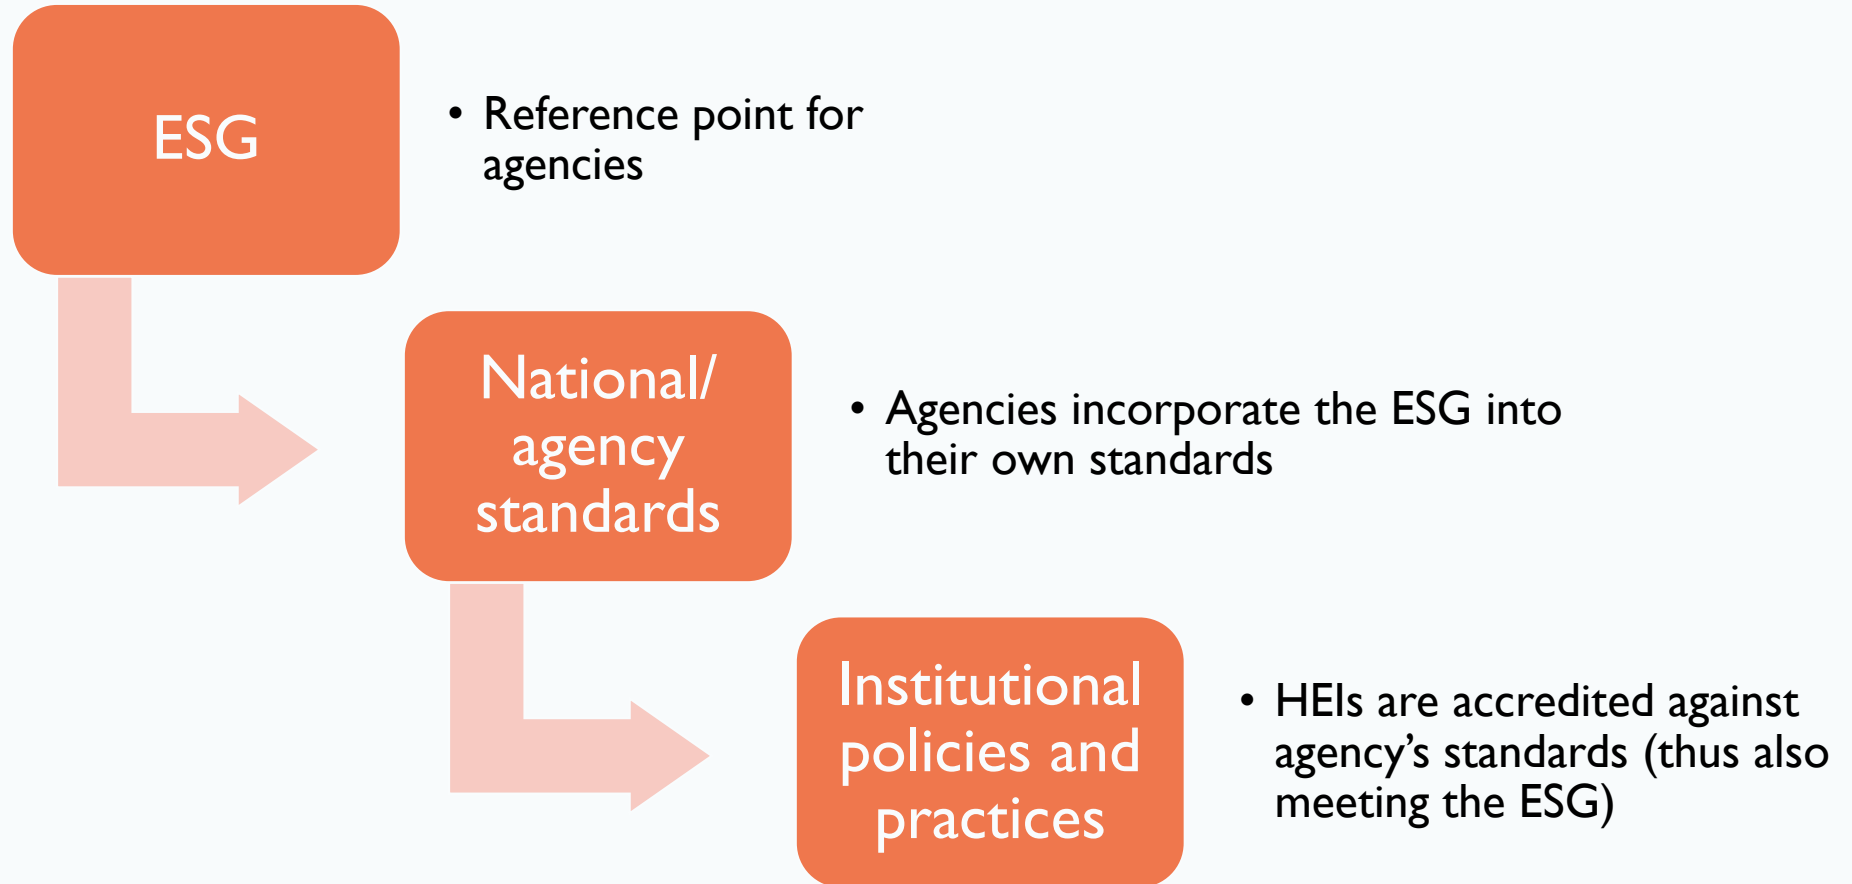 ESG
• Reference point for
agencies
National/
agency
standards
• Agencies incorporate the ESG into
their own standards
Institutional
policies and
practices
• HEIs are accredited against
agency’s standards (thus also
meeting the ESG)